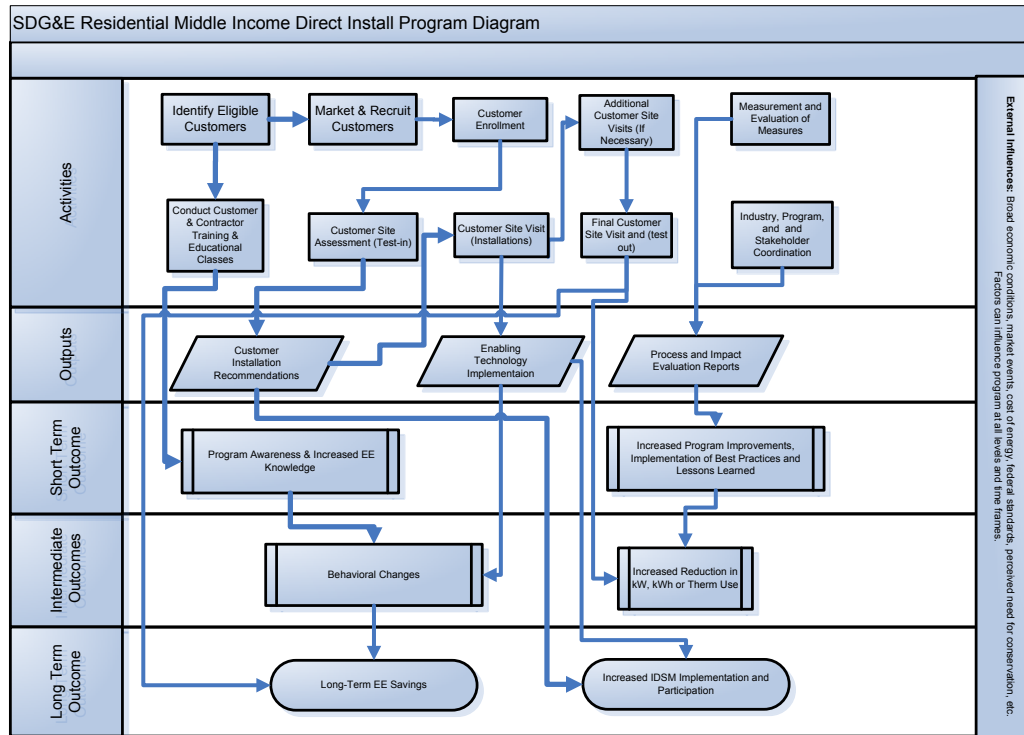 SDG&E Residential Middle Income Direct Install Program Diagram
Activities
Identify Eligible
Customers
Market & Recruit
Customers
Customer
Enrollment
Additional
Customer Site
Visits (If
Necessary)
Measurement and
Evaluation of
Measures
Conduct Customer
& Contractor
Training &
Educational
Classes
Customer Site
Assessment (Test-in)
Customer Site Visit
(Installations)
Final Customer
Site Visit and (test
out)
Industry, Program,
and and
Stakeholder
Coordination
Outputs
Customer
Installation
Recommendations
Enabling
Technology
Implementaion
Process and Impact
Evaluation Reports
Short Term
Outcome
Program Awareness & Increased EE
Knowledge
Increased Program Improvements,
Implementation of Best Practices and
Lessons Learned
Intermediate
Outcomes
Behavioral Changes
Increased Reduction in
kW, kWh or Therm Use
Long Term
Outcome
Long-Term EE Savings
Increased IDSM Implementation and
Participation
External Influences: Broad economic conditions, market events, cost of energy, federal standards, perceived need for conservation, etc.
Factors can influence program at all levels and time frames.